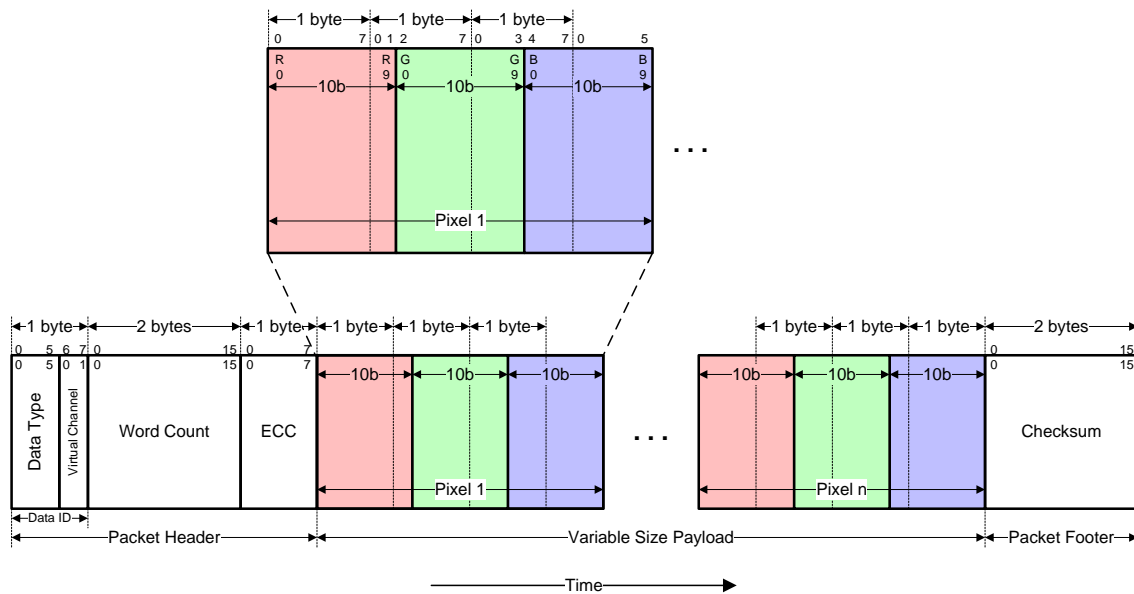 1 byte 1 byte 1 byte
0 7 0 1 2 7 0 3 4 7 0 5
R R G G B B
0 9 0 9 0 9
10b 10b 10b
. . .
Pixel 1
1 byte 2 bytes 1 byte 1 byte 1 byte 1 byte 1 byte 1 byte 1 byte 2 bytes
0 5 6 7 0 15 0 7 0 15
0 5 0 1 0 15 0 7 0 15
10b 10b 10b 10b 10b 10b
Data Type
Virtual Channel
Word Count ECC . . . Checksum
Pixel 1 Pixel n
Data ID
Packet Header Variable Size Payload Packet Footer
Time